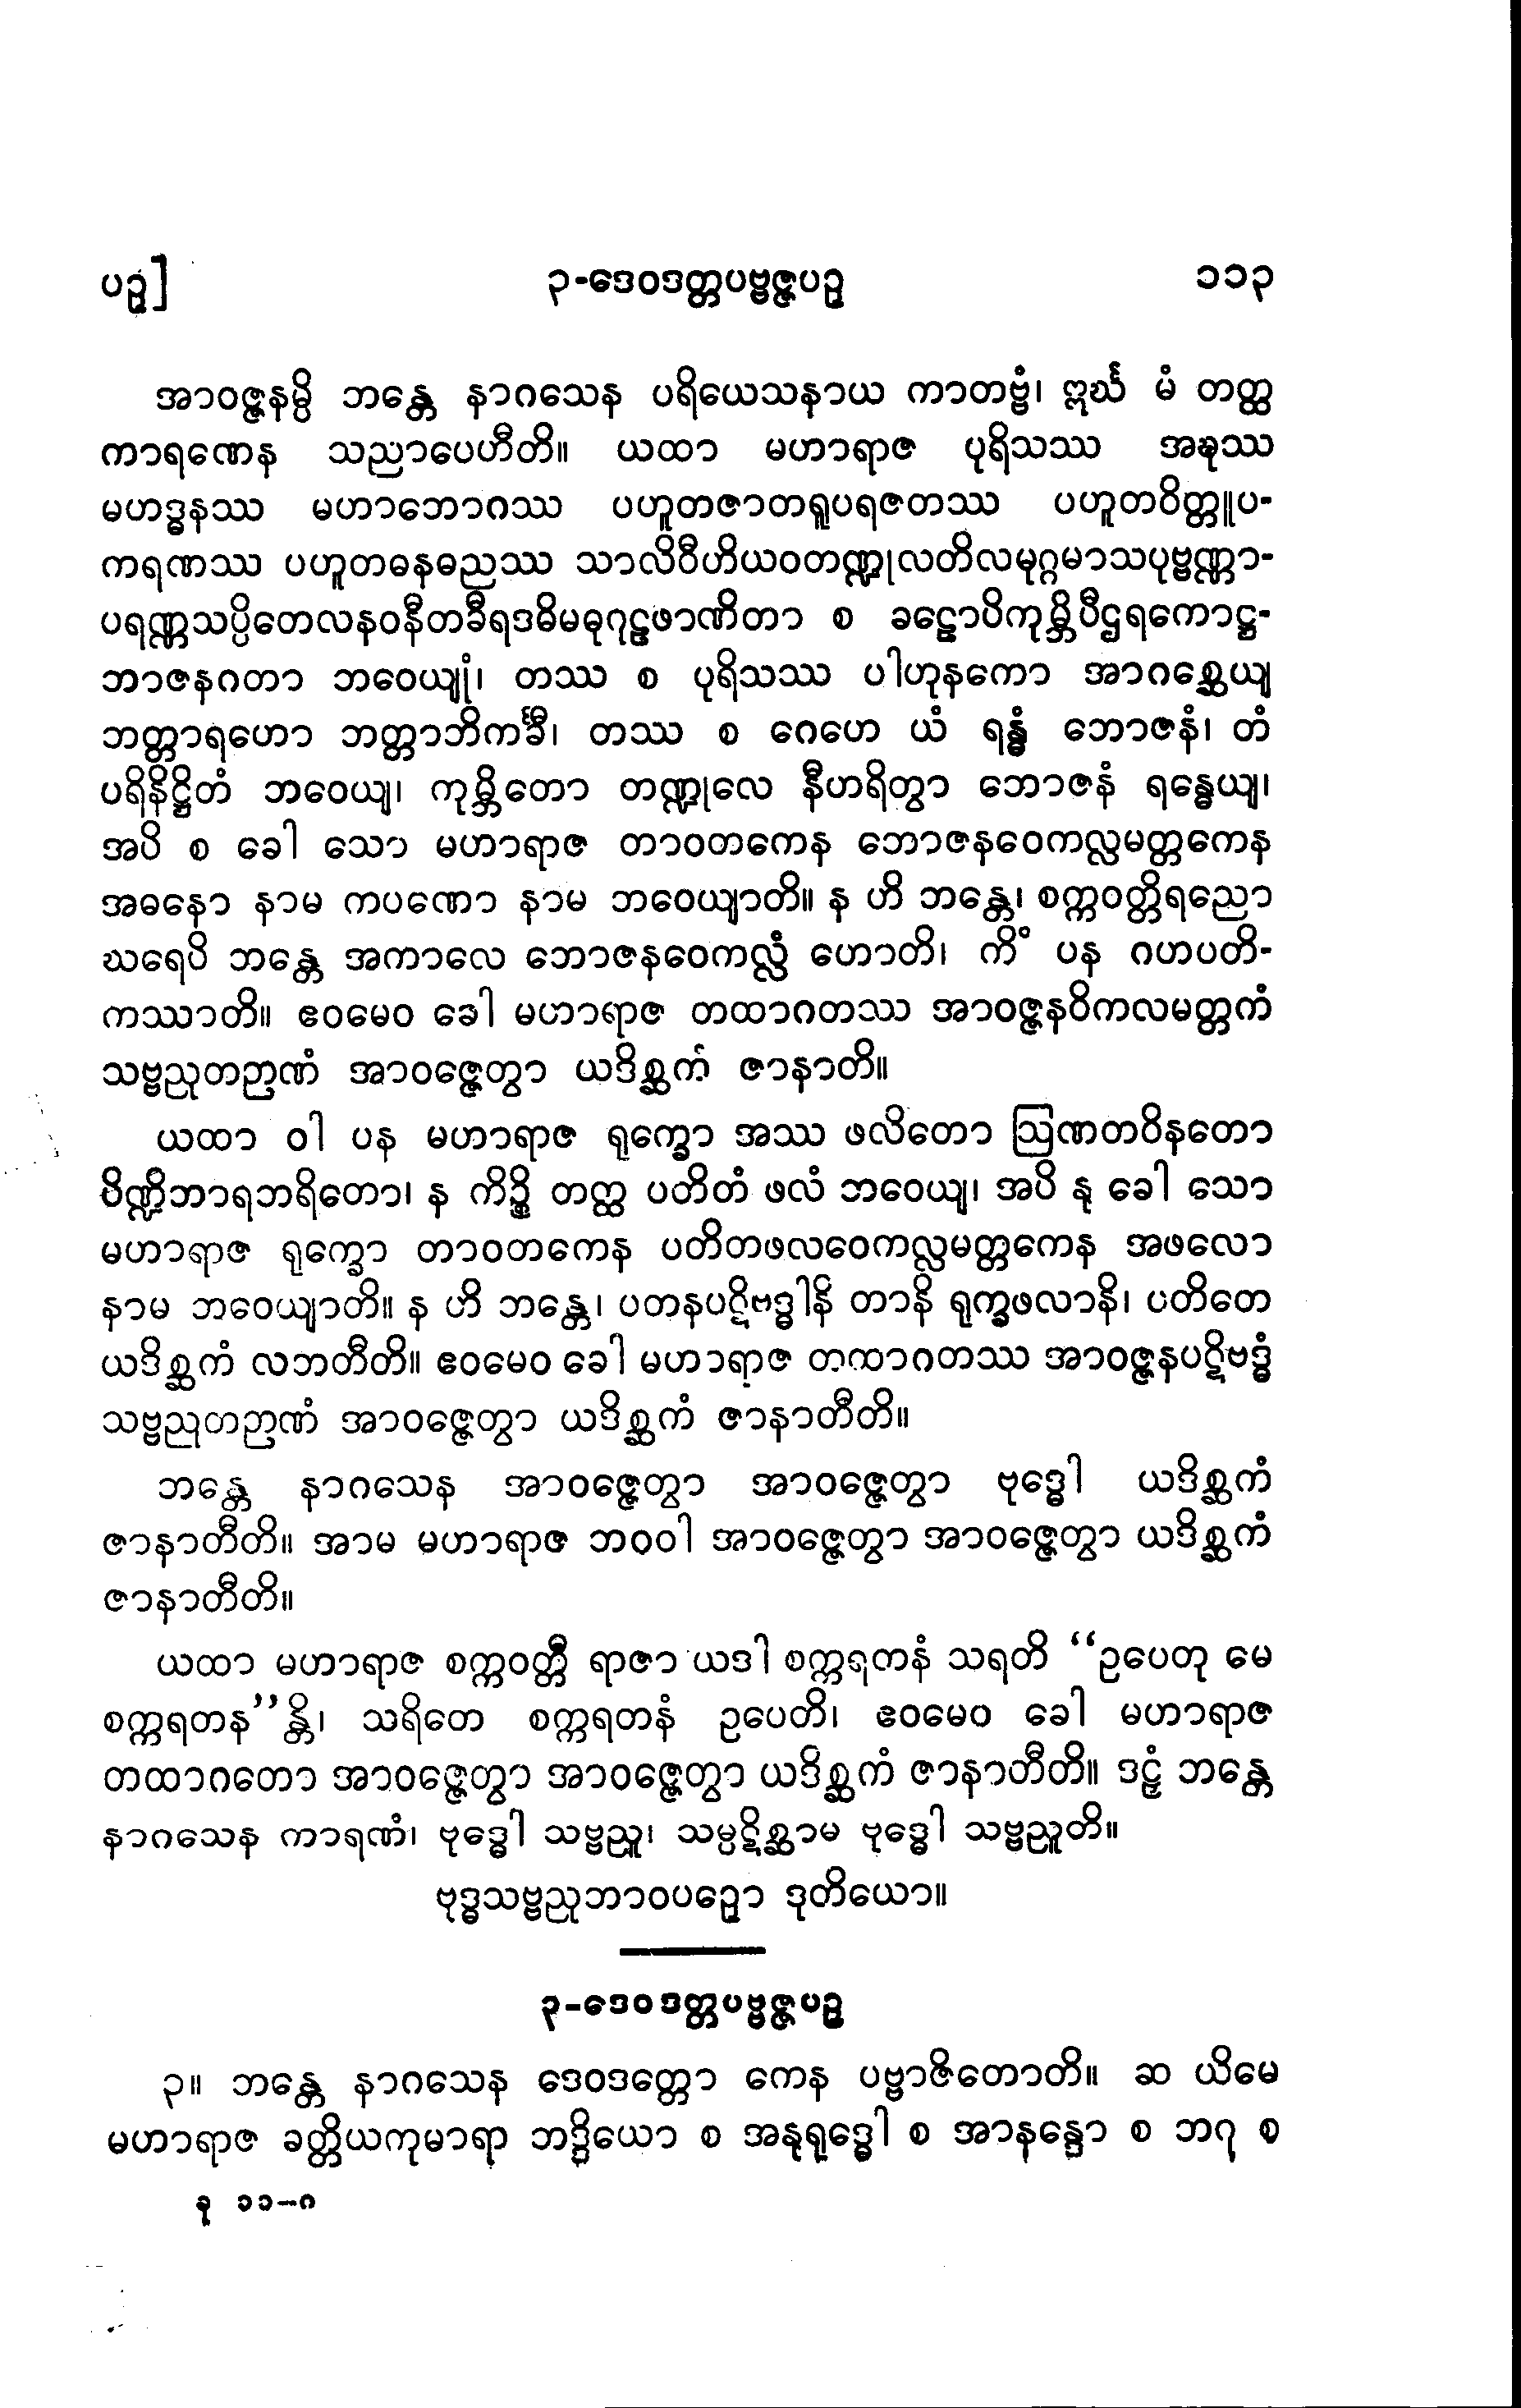 ပဉှ]	၃-ဒေဝဒတ္တပဗ္ဗဇ္ဇပဉှ	၁၁၃
အာဝဇ္ဇနမ္ပိ ဘန္တေ နာဂသေန ပရိယေသနာယ ကာတဗ္ဗံ၊ ဣင်္ဃ မံ တတ္ထ
ကာရဏေန သညာပေဟီတိ။ ယထာ မဟာရာဇ ပုရိသဿ အဍ္ဎဿ
မဟဒ္ဓနဿ မဟာဘောဂဿ ပဟူတဇာတရူပရဇတဿ ပဟူတဝိတ္တူပ-
ကရဏဿ ပဟူတဓနဓညဿ သာလိဝီဟိယဝတဏ္ဍုလတိလမုဂ္ဂမာသပုဗ္ဗဏ္ဏာ-
ပရဏ္ဏသပ္ပိတေလနဝနီတခီရဒဓိမဓုဂုဠဖာဏိတာ စ ခဠောပိကုမ္ဘိပီဌရကောဋ္ဌ-
ဘာဇနဂတာ ဘဝေယျုံ၊ တဿ စ ပုရိသဿ ပါဟုနကော အာဂစ္ဆေယျ
ဘတ္တာရဟော ဘတ္တာဘိကင်္ခီ၊ တဿ စ ဂေဟေ ယံ ရန္ဓံ ဘောဇနံ၊ တံ
ပရိနိဋ္ဌိတံ ဘဝေယျ၊ ကုမ္ဘိတော တဏ္ဍုလေ နီဟရိတွာ ဘောဇနံ ရန္ဓေယျ၊
အပိ စ ခေါ သော မဟာရာဇ တာဝတကေန ဘောဇနဝေကလ္လမတ္တကေန
အဓနော နာမ ကပဏော နာမ ဘဝေယျာတိ။ န ဟိ ဘန္တေ၊ စက္ကဝတ္တိရညော
ဃရေပိ ဘန္တေ အကာလေ ဘောဇနဝေကလ္လံ ဟောတိ၊ ကိံ ပန ဂဟပတိ-
ကဿာတိ။ ဧဝမေဝ ခေါ မဟာရာဇ တထာဂတဿ အာဝဇ္ဇနဝိကလမတ္တကံ
သဗ္ဗညုတဉာဏံ အာဝဇ္ဇေတွာ ယဒိစ္ဆကံ ဇာနာတိ။
ယထာ ဝါ ပန မဟာရာဇ ရုက္ခော အဿ ဖလိတော ဩဏတဝိနတော
ပိဏ္ဍိဘာရဘရိတော၊ န ကိဉ္စိ တတ္ထ ပတိတံ ဖလံ ဘဝေယျ၊ အပိ နု ခေါ သော
မဟာရာဇ ရုက္ခော တာဝတကေန ပတိတဖလဝေကလ္လမတ္တကေန အဖလော
နာမ ဘဝေယျာတိ။ န ဟိ ဘန္တေ၊ ပတနပဋိဗဒ္ဓါနိ တာနိ ရုက္ခဖလာနိ၊ ပတိတေ
ယဒိစ္ဆကံ လဘတီတိ။ ဧဝမေဝ ခေါ မဟာရာဇ တထာဂတဿ အာဝဇ္ဇနပဋိဗဒ္ဓံ
သဗ္ဗညုတဉာဏံ အာဝဇ္ဇေတွာ ယဒိစ္ဆကံ ဇာနာတီတိ။
ဘန္တေ နာဂသေန အာဝဇ္ဇေတွာ အာဝဇ္ဇေတွာ ဗုဒ္ဓေါ ယဒိစ္ဆကံ
ဇာနာတီတိ။ အာမ မဟာရာဇ ဘဝဝါ အာဝဇ္ဇေတွာ အာဝဇ္ဇေတွာ ယဒိစ္ဆကံ
ဇာနာတီတိ။
ယထာ မဟာရာဇ စက္ကဝတ္တီ ရာဇာ ယဒါ စက္ကရတနံ သရတိ “ဥပေတု မေ
စက္ကရတန”န္တိ၊ သရိတေ စက္ကရတနံ ဥပေတိ၊ ဧဝမေဝ ခေါ မဟာရာဇ
တထာဂတော အာဝဇ္ဇေတွာ အာဝဇ္ဇေတွာ ယဒိစ္ဆကံ ဇာနာတီတိ။ ဒဠှံ ဘန္တေ
နာဂသေန ကာရဏံ၊ ဗုဒ္ဓေါ သဗ္ဗညူ၊ သမ္ပဋိစ္ဆာမ ဗုဒ္ဓေါ သဗ္ဗညူတိ။
ဗုဒ္ဓသဗ္ဗညုဘာဝပဉှော ဒုတိယော။
၃-ဒေဝဒတ္တပဗ္ဗဇ္ဇပဉှ
၃။ ဘန္တေ နာဂသေန ဒေဝဒတ္တော ကေန ပဗ္ဗာဇိတောတိ။ ဆ ယိမေ
မဟာရာဇ ခတ္တိယကုမာရာ ဘဒ္ဒိယော စ အနုရုဒ္ဓေါ စ အာနန္ဒော စ ဘဂု စ
နု ၁၁-ဂ